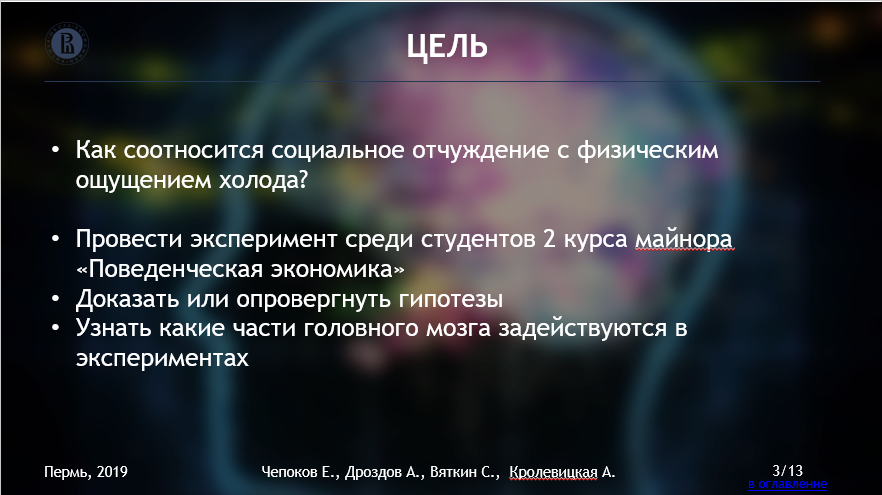 ЦЕЛЬ
• Как соотносится социальное отчуждение с физическим
ощущением холода?
• Провести эксперимент среди студентов 2 курса майнора
«Поведенческая экономика»
• Доказать или опровергнуть гипотезы
• Узнать какие части головного мозга задействуются в
экспериментах
Пермь, 2019
Чепоков Е., Дроздов А., Вяткин С., Кролевицкая А.
3/13
в оглавление